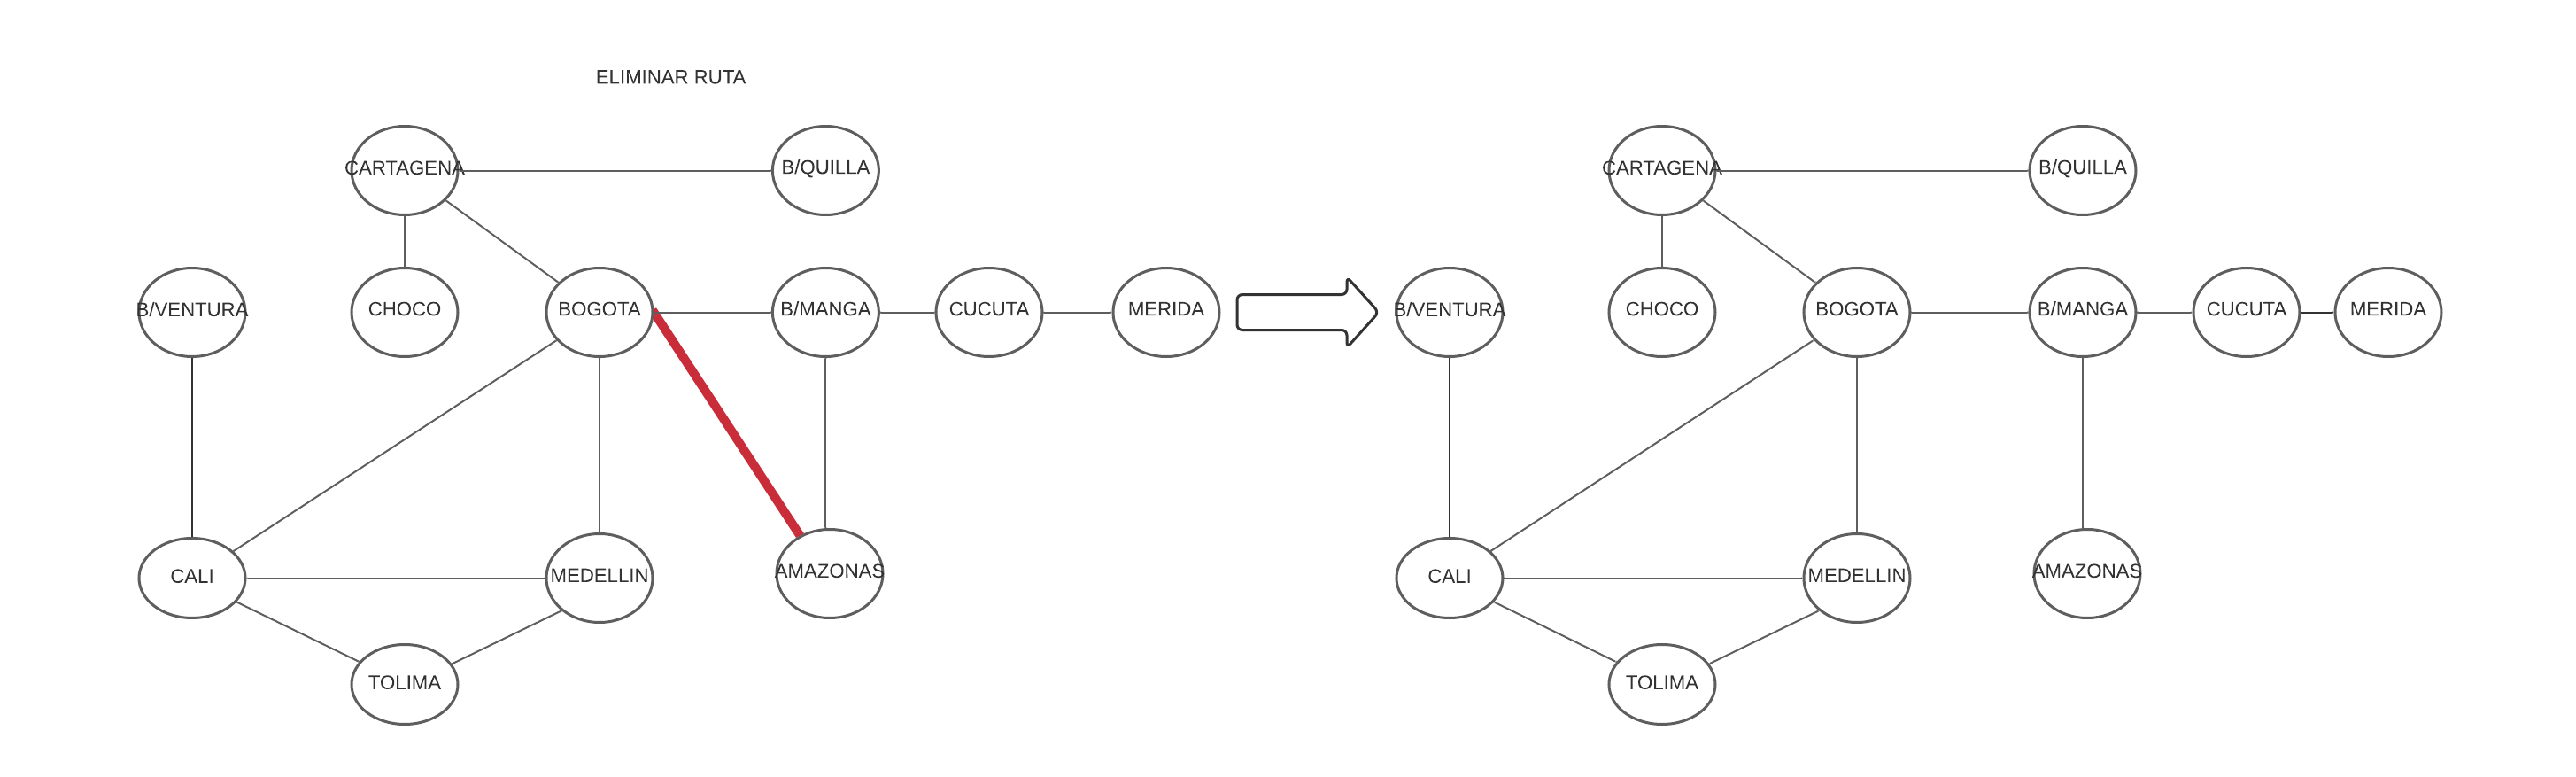 ELIMINAR RUTA
CARTAGENA
B/QUILLA
B/VENTURA
CHOCO
BOGOTA
B/MANGA
CUCUTA
MERIDA
CALI
MEDELLIN
AMAZONAS
TOLIMA
CARTAGENA
B/QUILLA
B/VENTURA
CHOCO
BOGOTA
B/MANGA
CUCUTA
MERIDA
CALI
MEDELLIN
AMAZONAS
TOLIMA